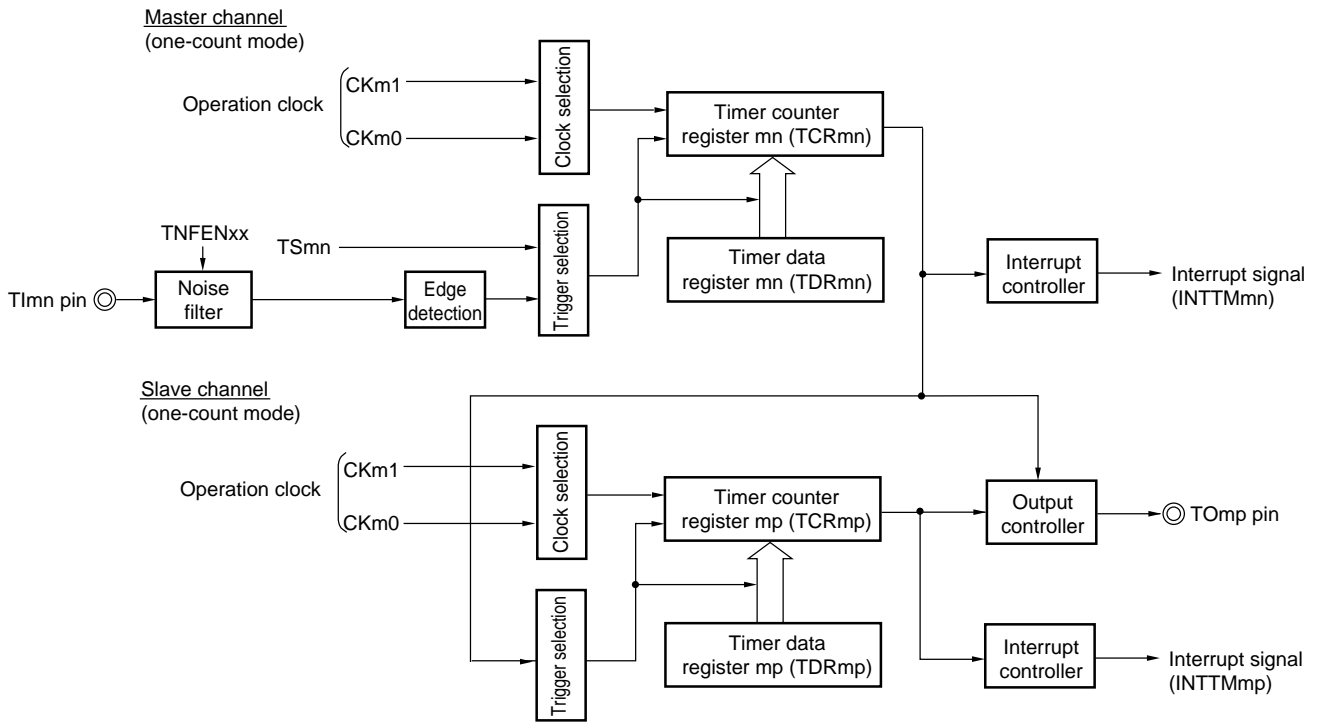 Master channel
(one-count mode)
Operation clock
CKm1
CKm0
Clock selection
Timer counter
register mn (TCRmn)
TNFENxx
TSmn
Trigger selection
Timer data
register mn (TDRmn)
TImn pin
Noise
filter
Edge
detection
Interrupt
controller
Interrupt signal
(INTTMmn)
Slave channel
(one-count mode)
Operation clock
CKm1
CKm0
Clock selection
Timer counter
register mp (TCRmp)
Output
controller
TOmp pin
Trigger selection
Timer data
register mp (TDRmp)
Interrupt
controller
Interrupt signal
(INTTMmp)